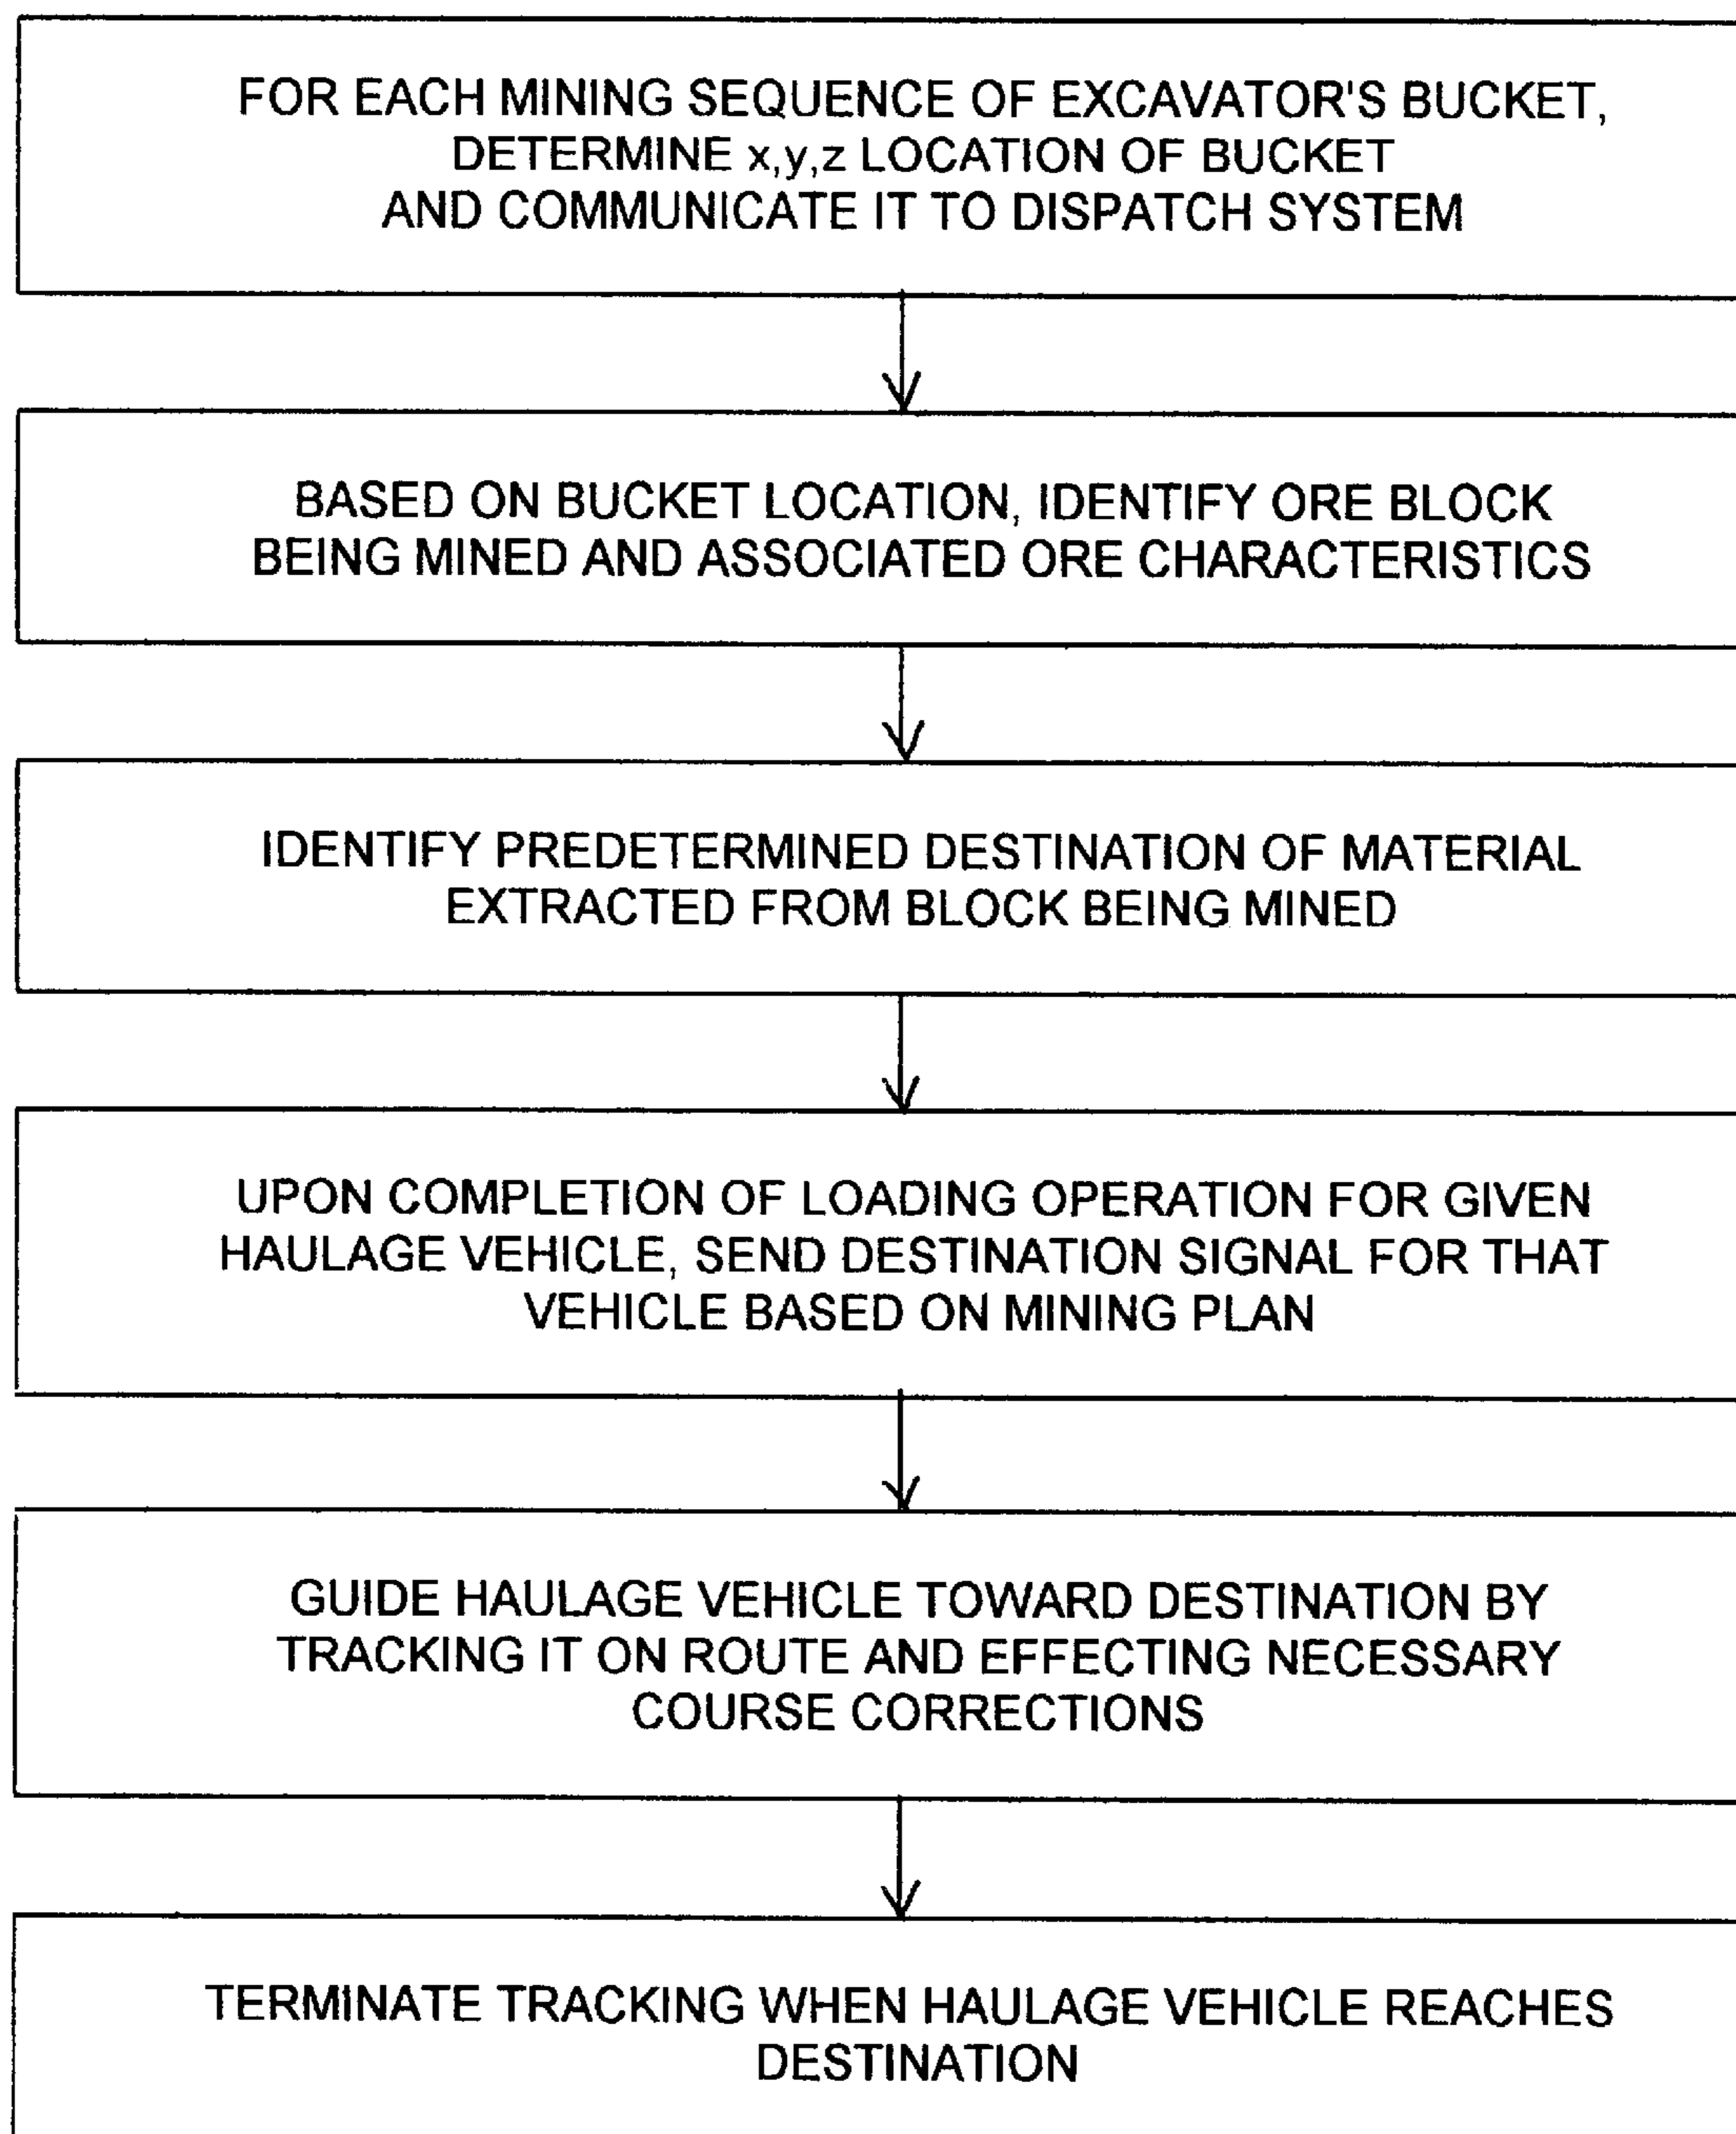 FOR EACH MINING SEQUENCE OF EXCAVATOR'S BUCKET,
DETERMINE x,y,z LOCATION OF BUCKET
AND COMMUNICATE IT TO DISPATCH SYSTEM
BASED ON BUCKET LOCATION, IDENTIFY ORE BLOCK
BEING MINED AND ASSOCIATED ORE CHARACTERISTICS
IDENTIFY PREDETERMINED DESTINATION OF MATERIAL
EXTRACTED FROM BLOCK BEING MINED
UPON COMPLETION OF LOADING OPERATION FOR GIVEN
HAULAGE VEHICLE, SEND DESTINATION SIGNAL FOR THAT
VEHICLE BASED ON MINING PLAN
GUIDE HAULAGE VEHICLE TOWARD DESTINATION BY
TRACKING IT ON ROUTE AND EFFECTING NECESSARY
COURSE CORRECTIONS
TERMINATE TRACKING WHEN HAULAGE VEHICLE REACHES
DESTINATION